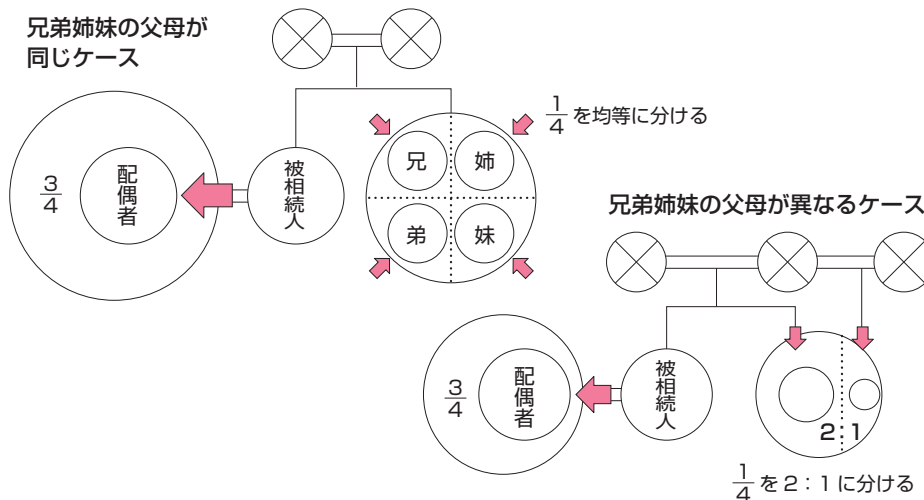 兄弟姉妹の父母が
同じケース
1/4 を均等に分ける
3/4
配偶者
被相続人
兄
姉
弟
妹
兄弟姉妹の父母が異なるケース
3/4
配偶者
被相続人
2:1
1/4 を2：1に分ける